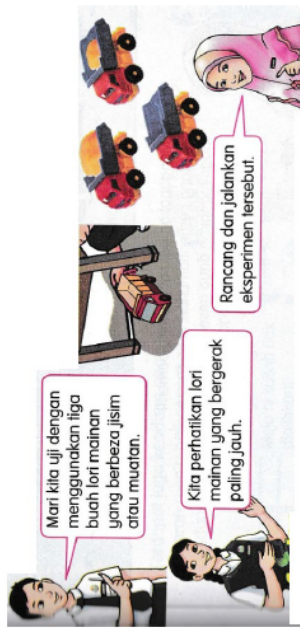 Mari kita uji dengan
menggunakan tiga
buah lori mainan
yang berbeza jisim
atau muatan.
Kita perhatikan lori
mainan yang bergerak
paling jauh.
Rancang dan jalankan
eksperimen tersebut.